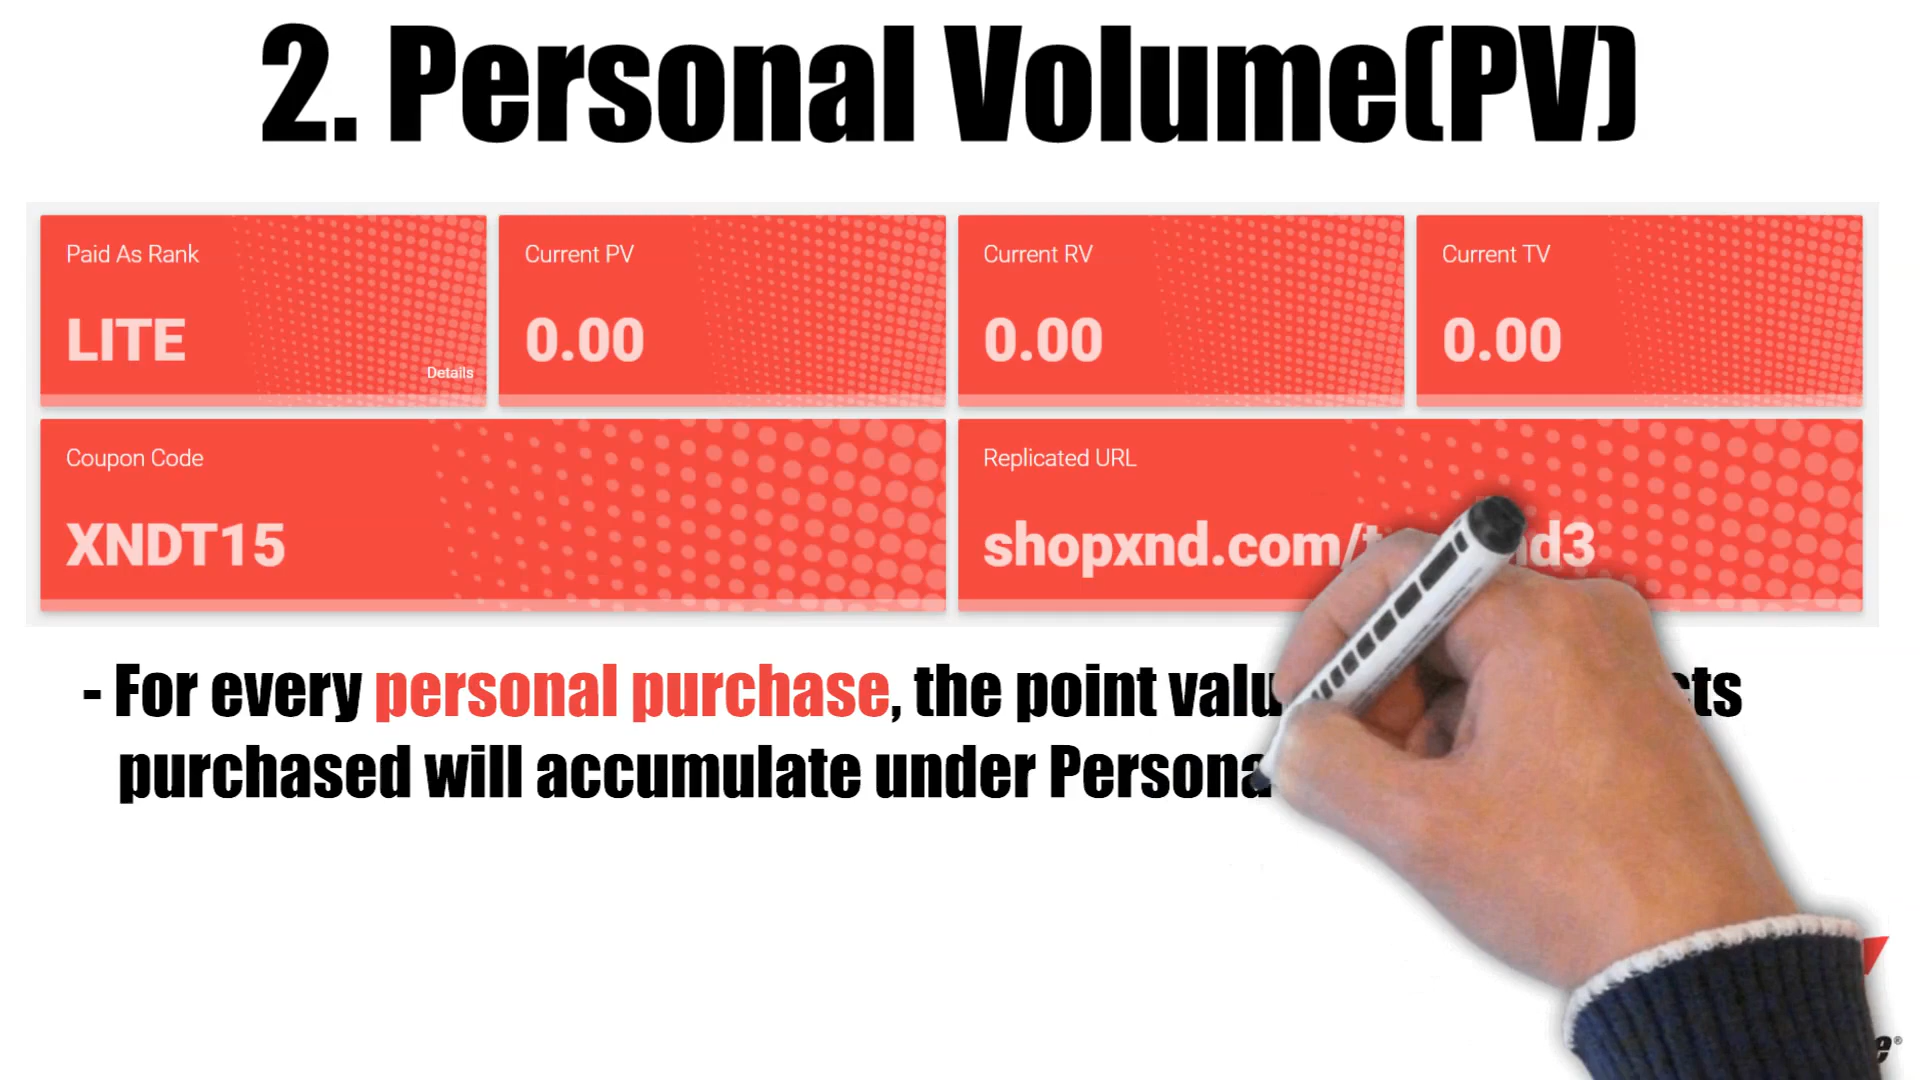 2. Personal Volume(PV)
Paid As Rank
LITE
Details
Current PV
0.00
Current RV
0.00
Current TV
0.00
Coupon Code
XNDT15
Replicated URL
shopxnd.com/
- For every personal purchase, the point
purchased will accumulate under